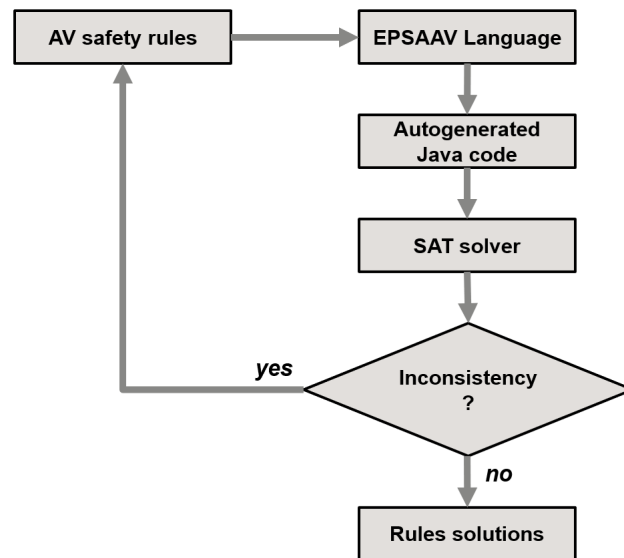 AV safety rules
EPSAAV Language
Autogenerated
Java code
SAT solver
Inconsistency
?
yes
no
Rules solutions